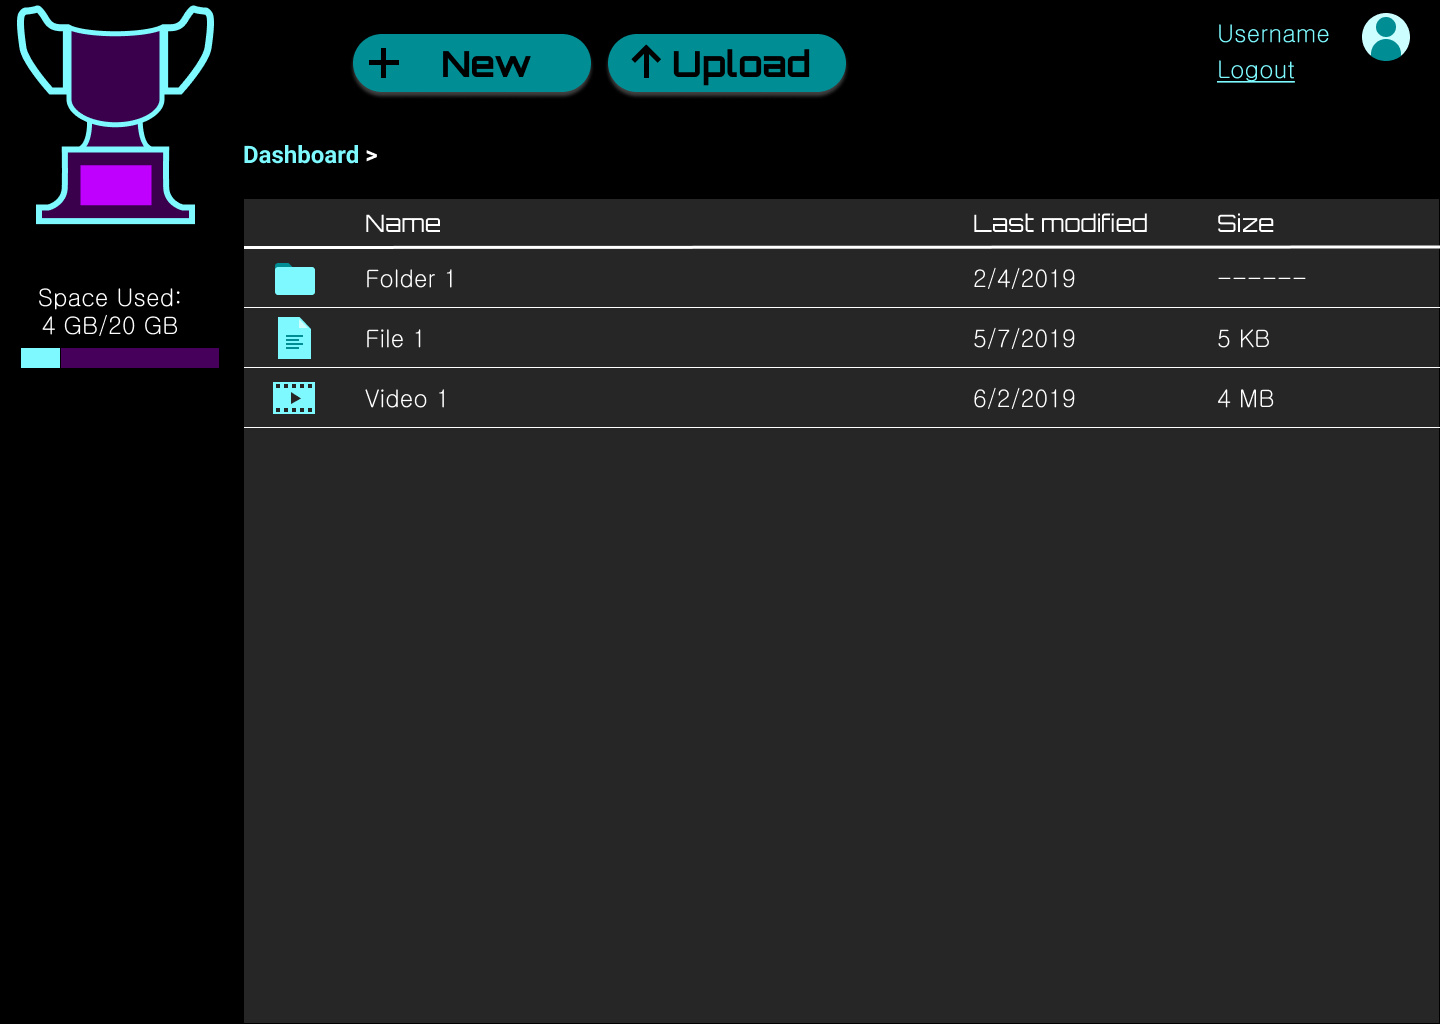 New
Upload
Username
Logout
Dashboard >
Name Last modified Size
Folder 1 2/4/2019 ------
File 1 5/7/2019 5 KB
Video 1 6/2/2019 4 MB
Space Used:
4 GB/20 GB